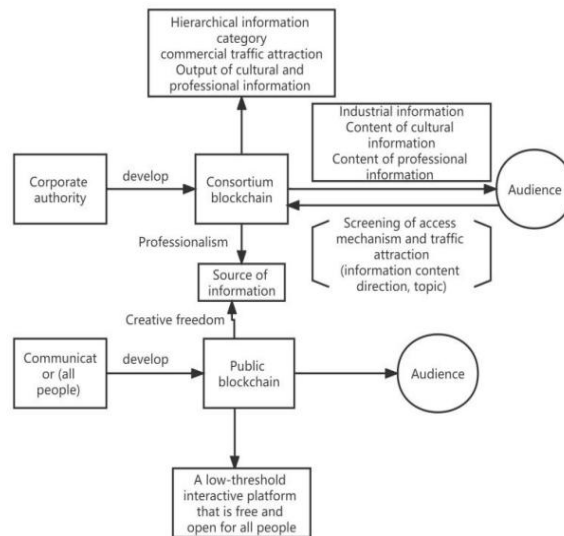 Hierarchical information
category
commercial traffic attraction
Output of cultural and
professional information
Industrial information
Content of cultural
information
Content of professional
information
Corporate
authority
develop
Consortium
blockchain
Audience
Professionalism
Screening of access
mechanism and traffic
attraction
(information content
direction, topic)
Source of
information
Creative freedom
Communicat
or (all
people)
develop
Public
blockchain
Audience
A low-threshold
interactive platform
that is free and
open for all people